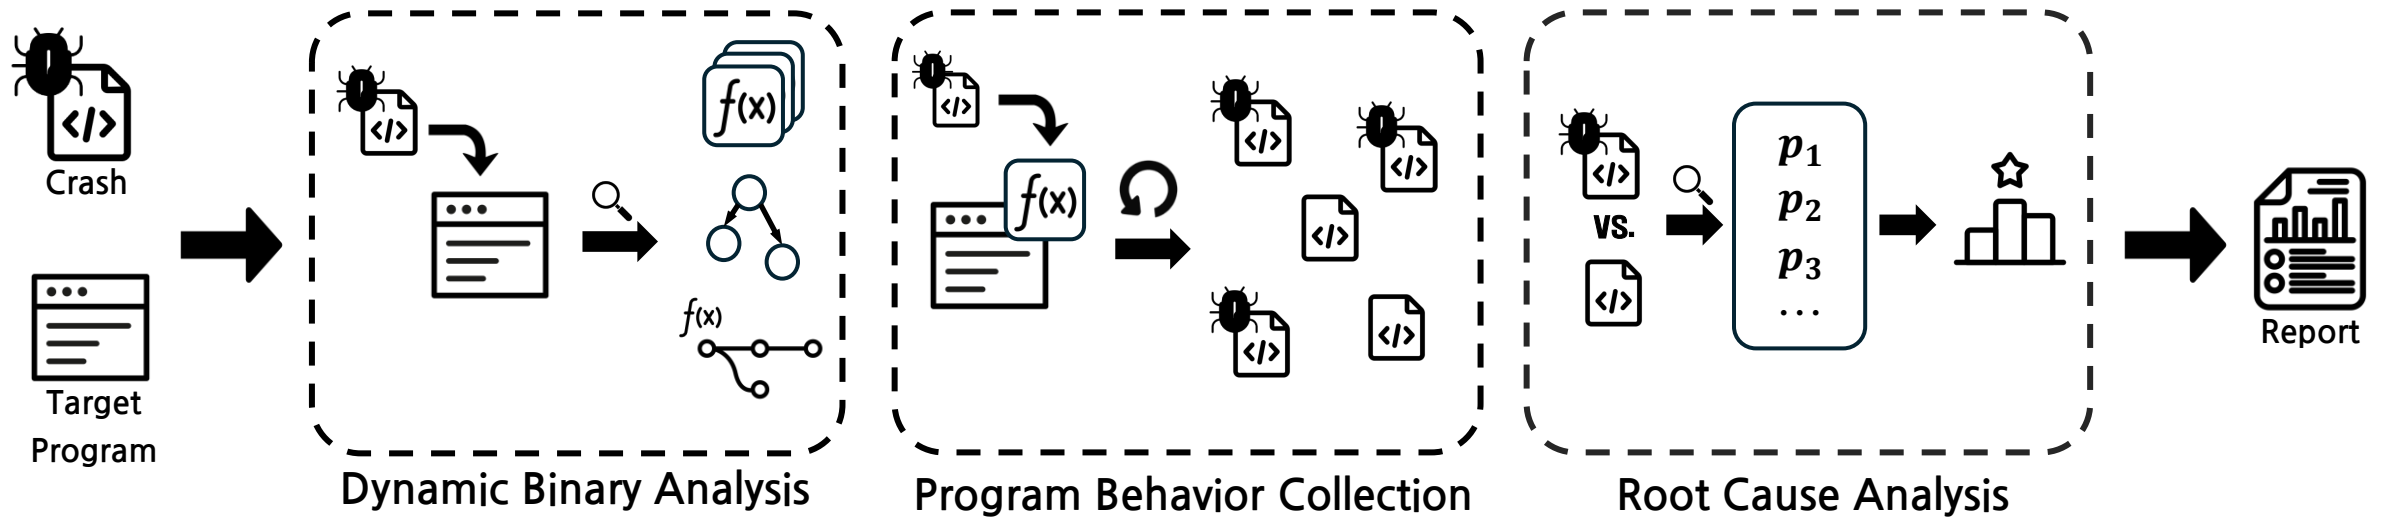 Crash
Target
Program
</>
</>
f(x)
f(x)
Dynamic Binary Analysis
</>
f(x)
</>
</>
</>
</>
</>
Program Behavior Collection
</>
vs.
</>
p₁
p₂
p₃
...
Root Cause Analysis
Report